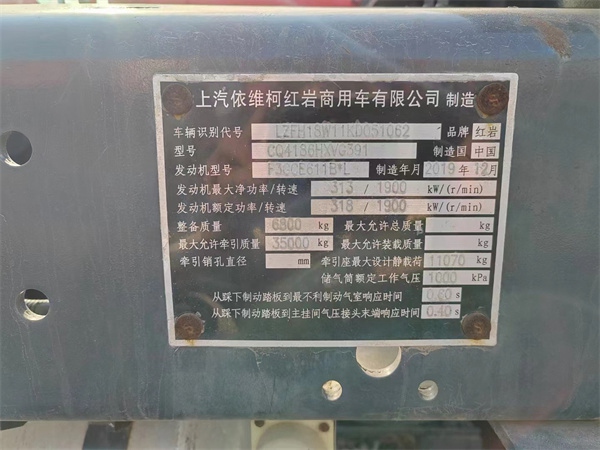 上汽依维柯红岩商用车有限公司 制造
车辆识别代号 LZFH18W11KD051062 品牌 红岩
型号 CQ4186HXVG391 制造国 中国
发动机型号 制造年月 2019年12月
发动机最大净功率/转速 313 / 1900 kW/(r/min)
发动机额定功率/转速 318 / 1900 kW/(r/min)
整备质量 6800 kg 最大允许总质量 kg
最大允许牵引质量 35000 kg 最大允许装载质量 kg
牵引销孔直径 mm 牵引座最大设计静载荷 11070 kg
储气筒额定工作气压 1000 kPa
从踩下制动踏板到最不利制动气室响应时间 0.60 s
从踩下制动踏板到主挂间气压接头末端响应时间 0.40 s